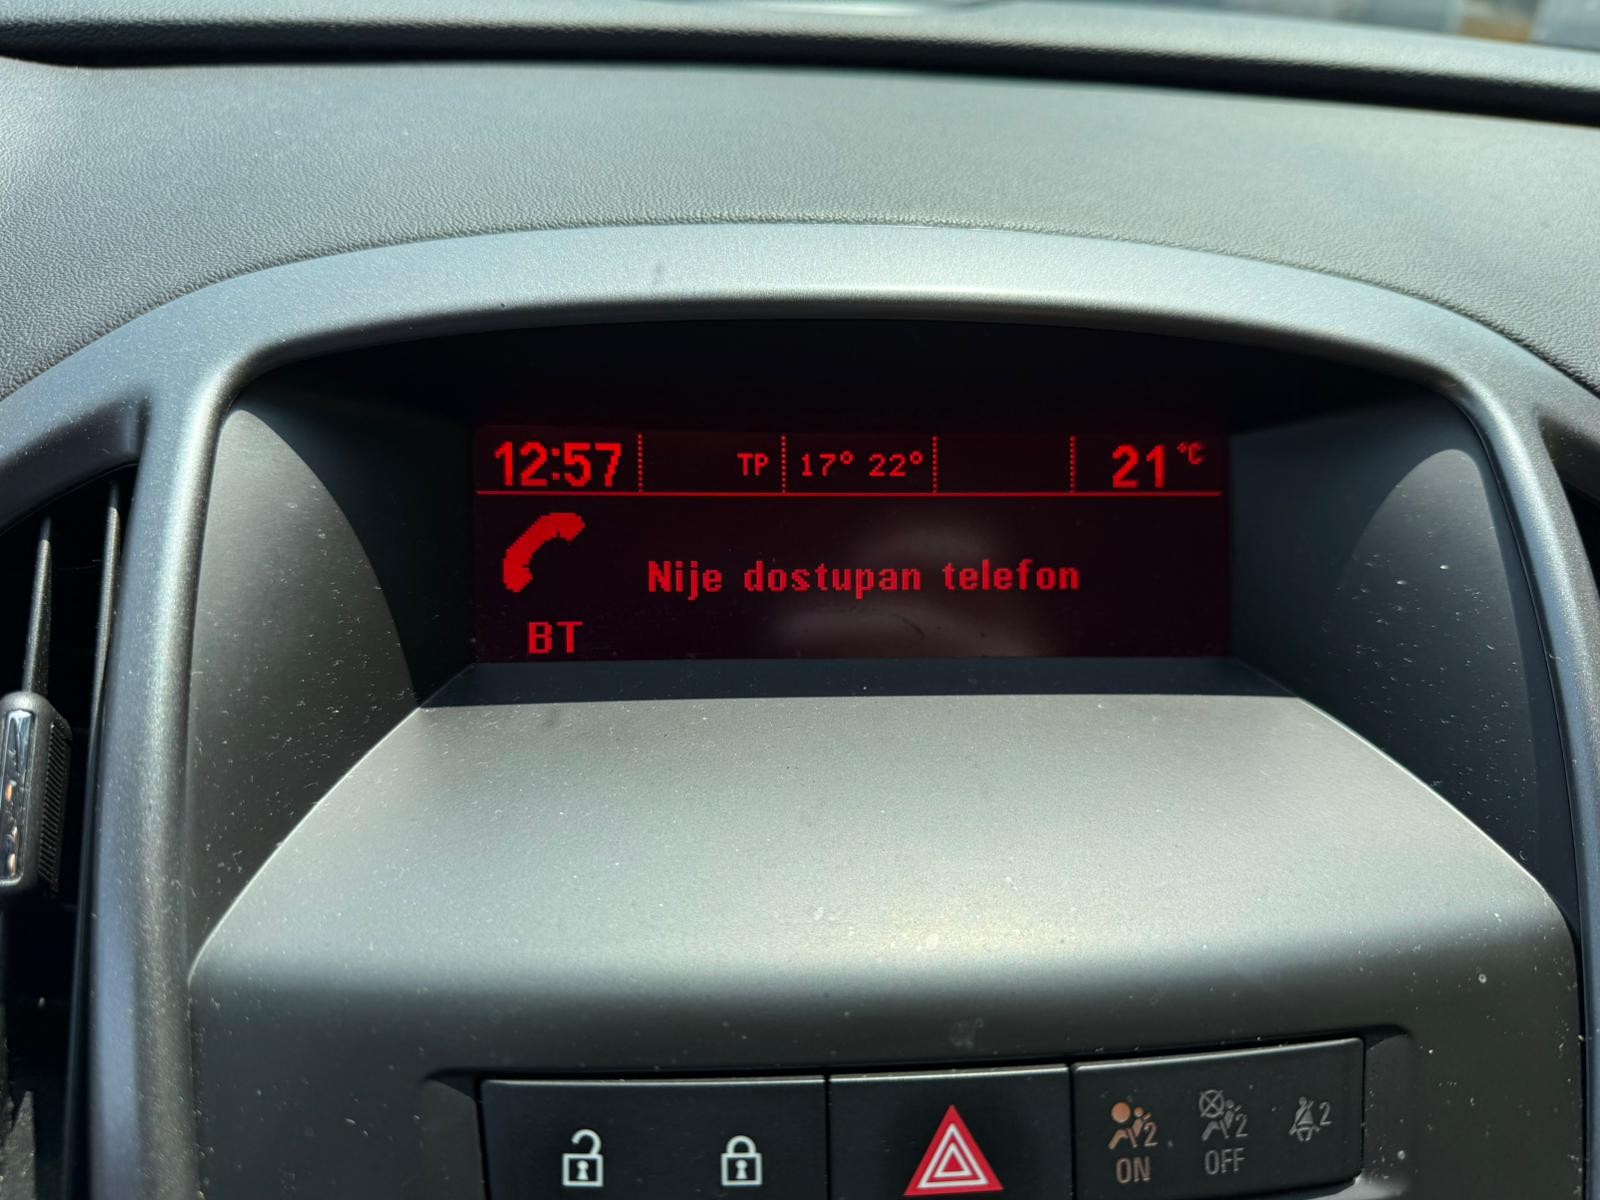 12:57 TP 17° 22° 21 °C
Nije dostupan telefon
BT
2 2 2
ON OFF